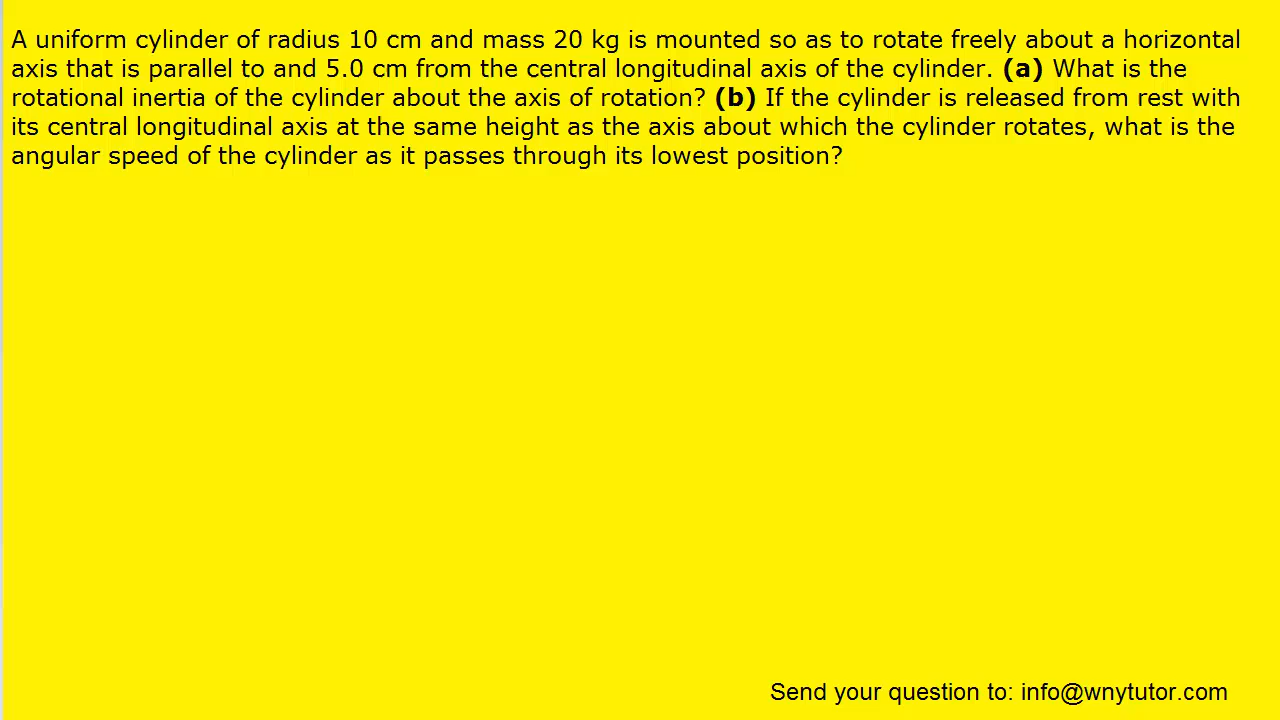 A uniform cylinder of radius 10 cm and mass 20 kg is mounted so as to rotate freely about a horizontal
axis that is parallel to and 5.0 cm from the central longitudinal axis of the cylinder. (a) What is the
rotational inertia of the cylinder about the axis of rotation? (b) If the cylinder is released from rest with
its central longitudinal axis at the same height as the axis about which the cylinder rotates, what is the
angular speed of the cylinder as it passes through its lowest position?
Send your question to: info@wnytutor.com